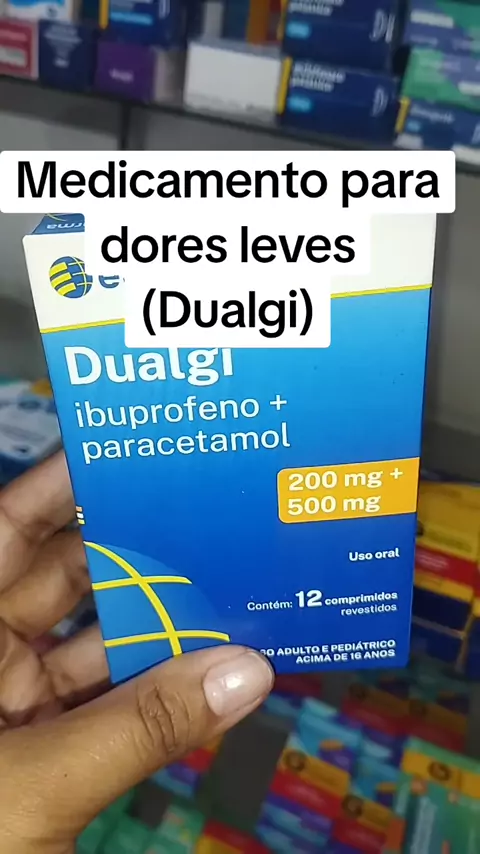 Medicamento para
dores leves
(Dualgi)
Dualgi
ibuprofeno +
paracetamol
200 mg +
500 mg
Uso oral
Contém: 12 comprimidos
revestidos
ADULTO E PEDIÁTRICO
ACIMA DE 16 ANOS